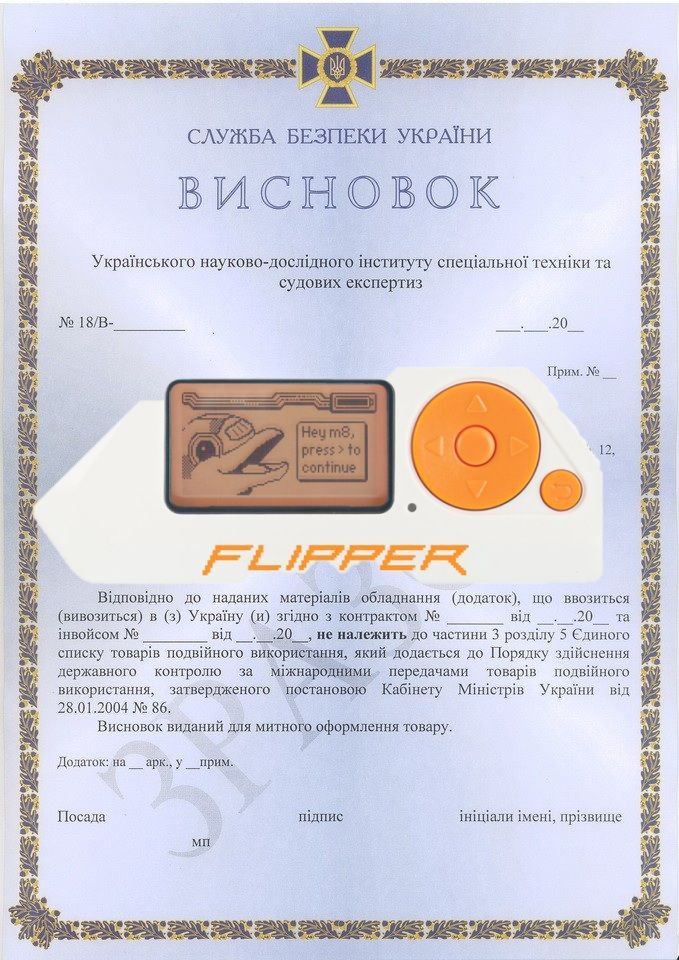 СЛУЖБА БЕЗПЕКИ УКРАЇНИ
ВИСНОВОК
Українського науково-дослідного інституту спеціальної техніки та
судових експертиз
№ 18/В-_________ ___.___.20__
Прим. № __
12,
Hey m8,
press > to
continue
FLIPPER
Відповідно до наданих матеріалів обладнання (додаток), що ввозиться
(вивозиться) в (з) Україну (и) згідно з контрактом № _______ від __.__.20__ та
інвойсом № ________ від __.__.20__, не належить до частини 3 розділу 5 Єдиного
списку товарів подвійного використання, який додається до Порядку здійснення
державного контролю за міжнародними передачами товарів подвійного
використання, затвердженого постановою Кабінету Міністрів України від
28.01.2004 № 86.
Висновок виданий для митного оформлення товару.
Додаток: на __ арк., у __прим.
Посада підпис ініціали імені, прізвище
мп